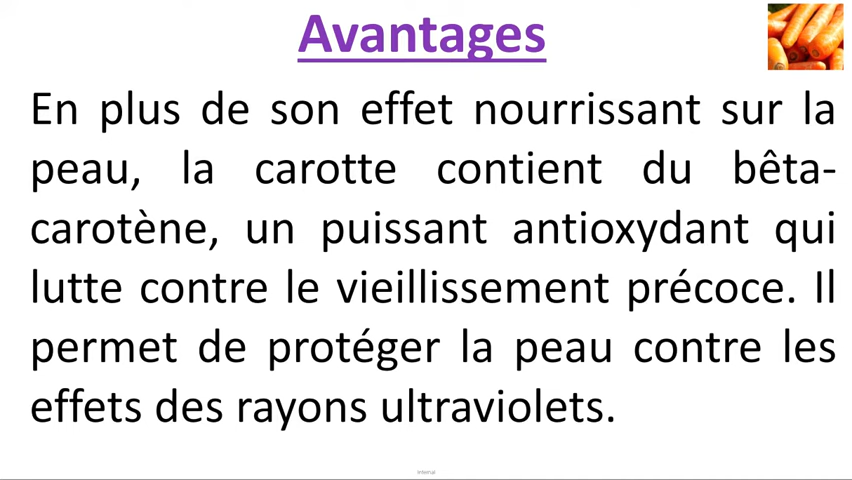 Avantages
En plus de son effet nourrissant sur la
peau, la carotte contient du bêta-
carotène, un puissant antioxydant qui
lutte contre le vieillissement précoce. Il
permet de protéger la peau contre les
effets des rayons ultraviolets.
Internal